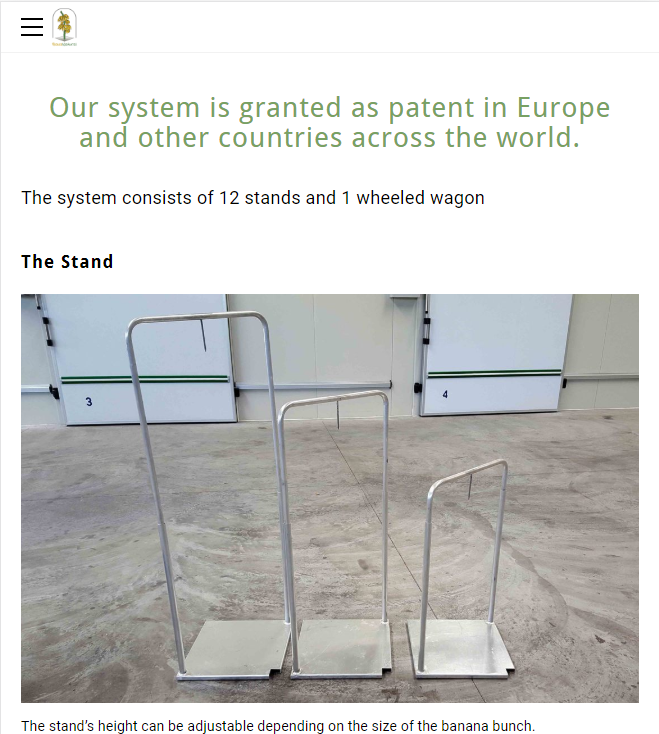 Our system is granted as patent in Europe
and other countries across the world.
The system consists of 12 stands and 1 wheeled wagon
The Stand
3
4
The stand's height can be adjustable depending on the size of the banana bunch.